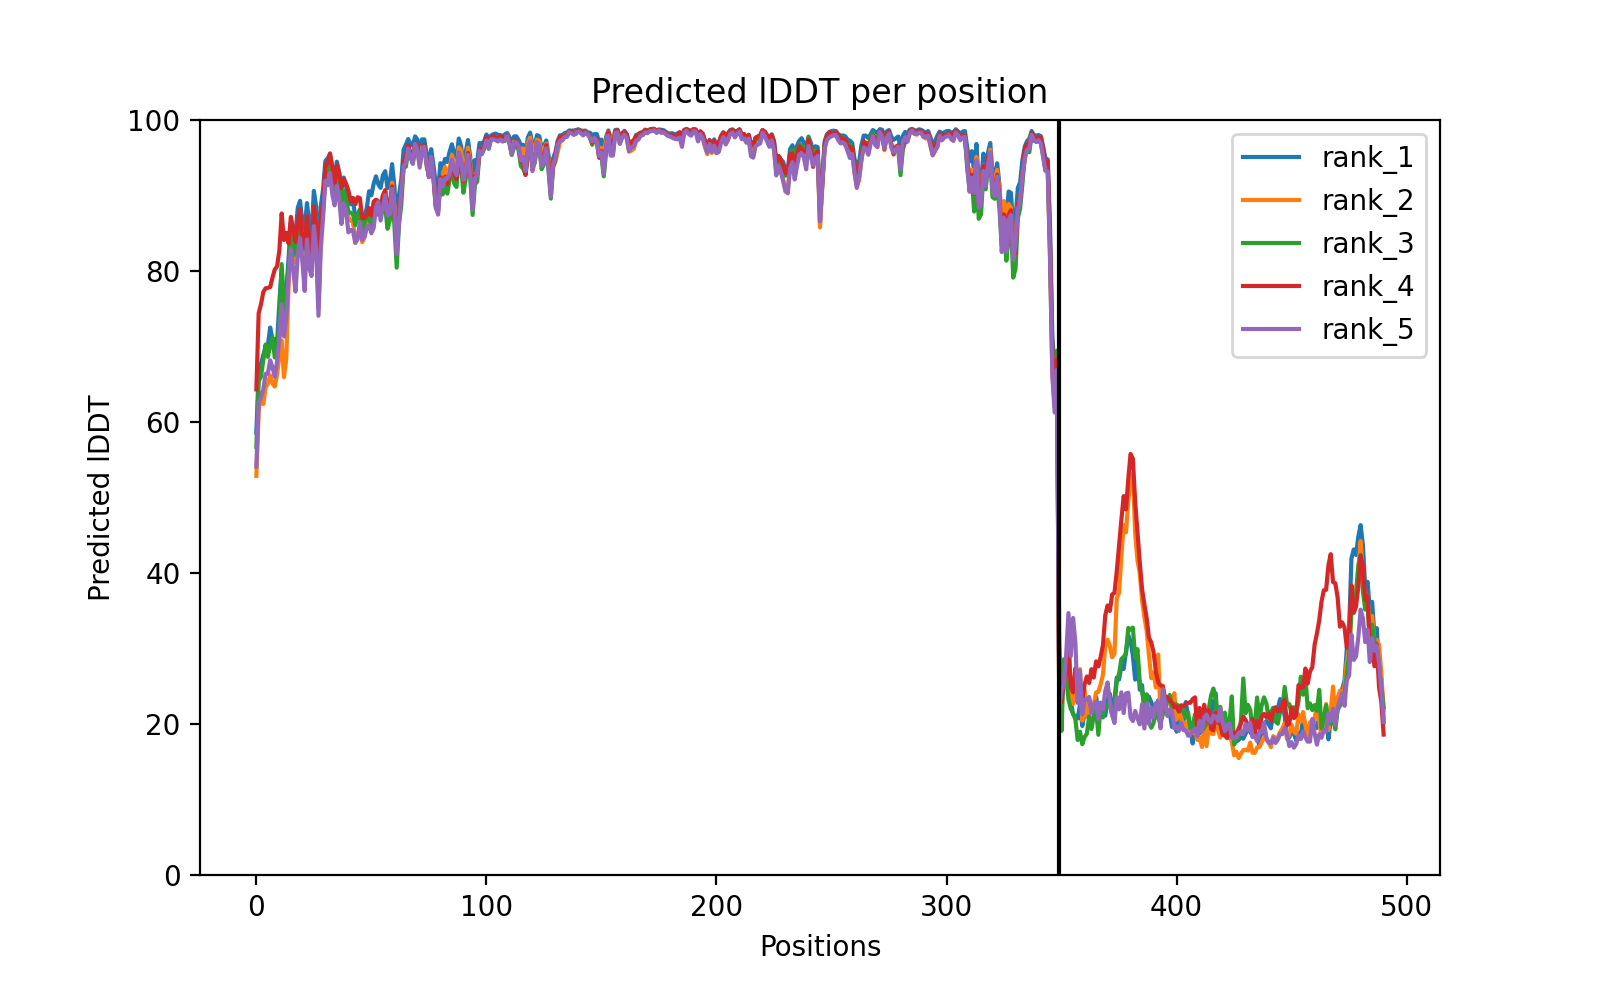 Predicted lDDT per position
100
80
60
40
20
0
Predicted lDDT
0 100 200 300 400 500
Positions
rank_1
rank_2
rank_3
rank_4
rank_5